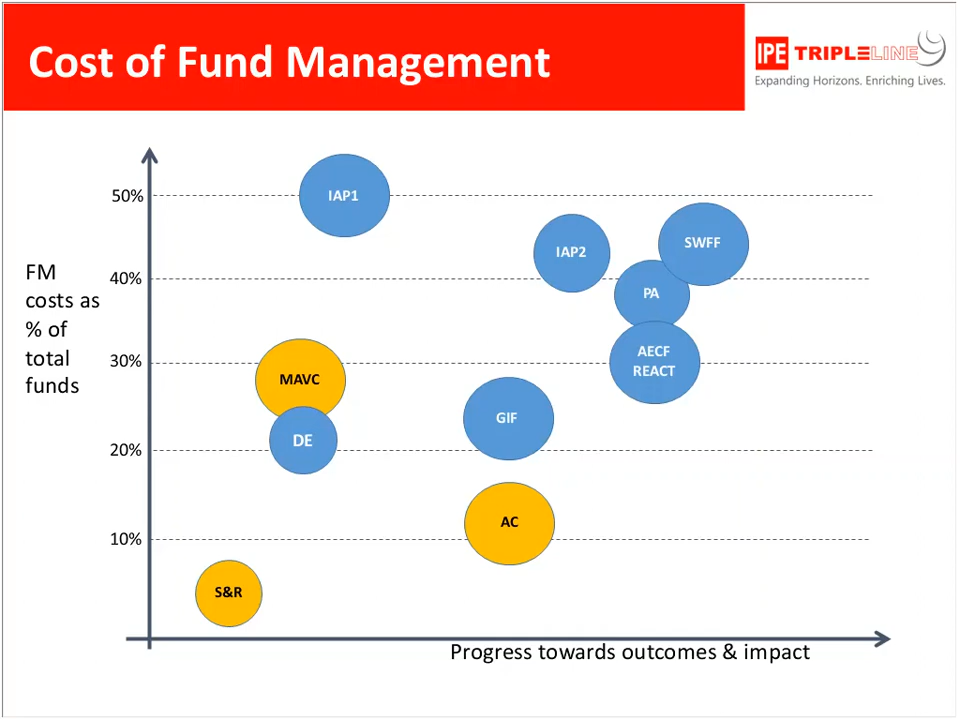 Cost of Fund Management
IPE TRIPLELINE
Expanding Horizons. Enriching Lives.
50%
IAP1
SWFF
IAP2
FM
costs as
% of
total
funds
40%
PA
30%
AECF
REACT
MAVC
GIF
DE
20%
AC
10%
S&R
Progress towards outcomes & impact